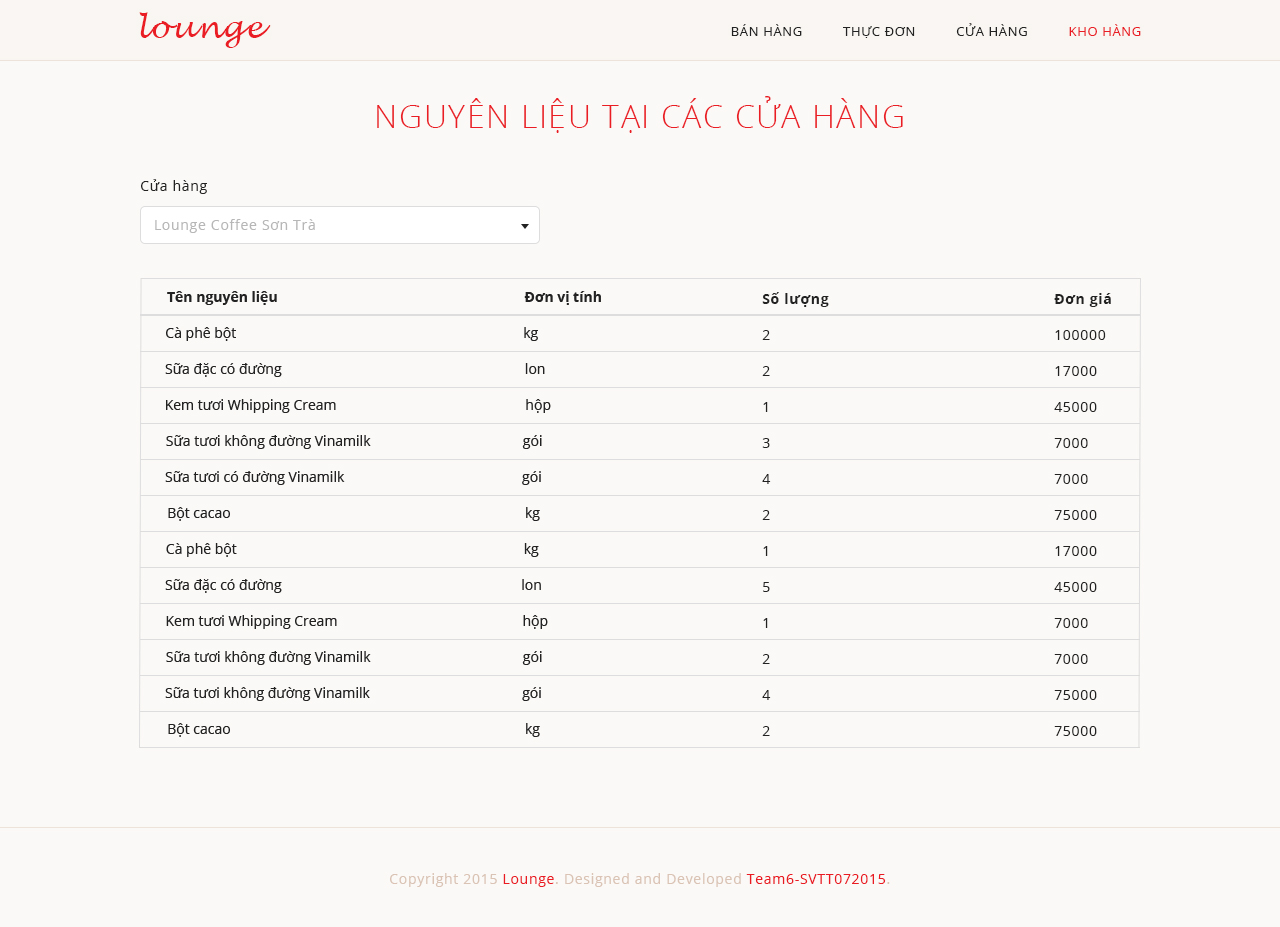 lounge BÁN HÀNG THỰC ĐƠN CỬA HÀNG KHO HÀNG
NGUYÊN LIỆU TẠI CÁC CỬA HÀNG
Cửa hàng
Lounge Coffee Sơn Trà
Tên nguyên liệu Đơn vị tính Số lượng Đơn giá
Cà phê bột kg 2 100000
Sữa đặc có đường lon 2 17000
Kem tươi Whipping Cream hộp 1 45000
Sữa tươi không đường Vinamilk gói 3 7000
Sữa tươi có đường Vinamilk gói 4 7000
Bột cacao kg 2 75000
Cà phê bột kg 1 17000
Sữa đặc có đường lon 5 45000
Kem tươi Whipping Cream hộp 1 7000
Sữa tươi không đường Vinamilk gói 2 7000
Sữa tươi không đường Vinamilk gói 4 75000
Bột cacao kg 2 75000
Copyright 2015 Lounge. Designed and Developed Team6-SVTT072015.